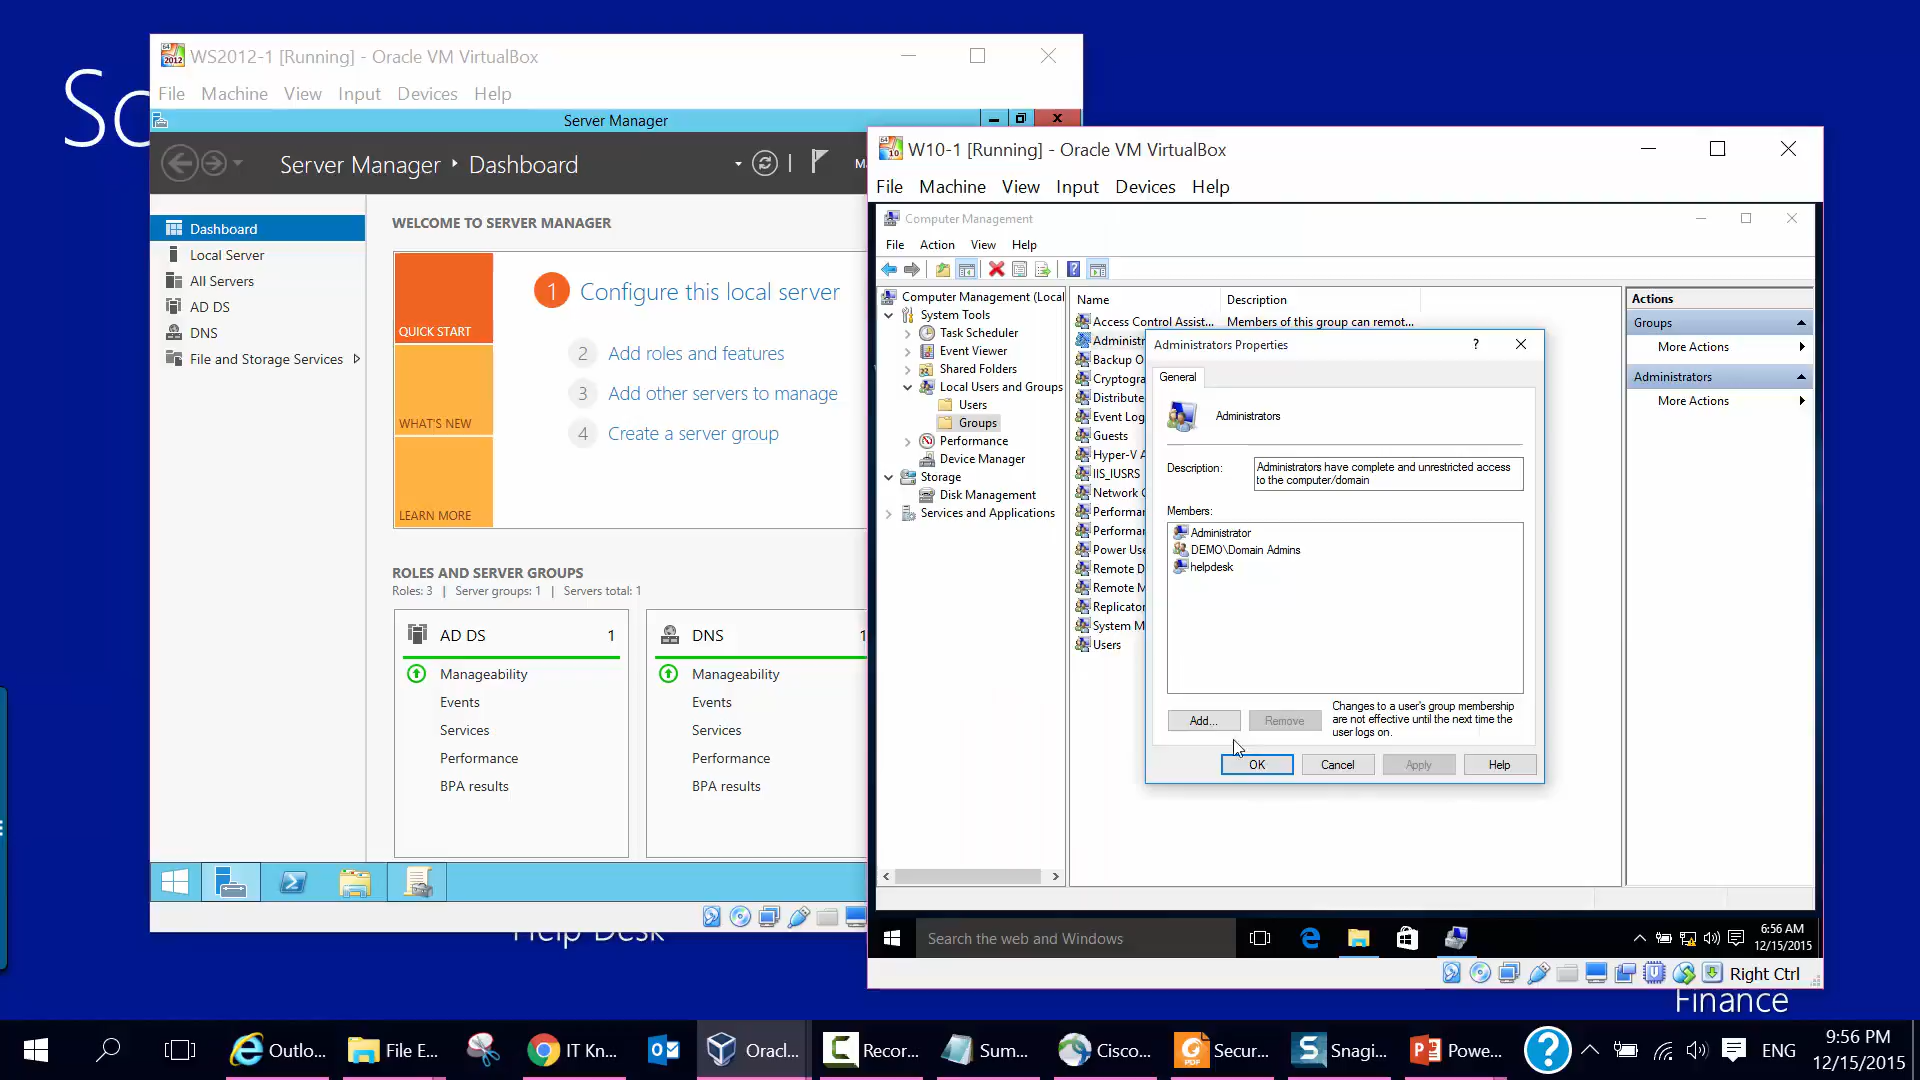 So
WS2012-1 [Running] - Oracle VM VirtualBox
File Machine View Input Devices Help
Server Manager
Server Manager • Dashboard
Dashboard
Local Server
All Servers
AD DS
DNS
File and Storage Services
WELCOME TO SERVER MANAGER
QUICK START
WHAT'S NEW
LEARN MORE
1 Configure this local server
2 Add roles and features
3 Add other servers to manage
4 Create a server group
ROLES AND SERVER GROUPS
Roles: 3 | Server groups: 1 | Servers total: 1
AD DS 1
Manageability
Events
Services
Performance
BPA results
DNS 1
Manageability
Events
Services
Performance
BPA results
Help Desk
W10-1 [Running] - Oracle VM VirtualBox
File Machine View Input Devices Help
Computer Management
File Action View Help
Computer Management (Local
System Tools
Task Scheduler
Event Viewer
Shared Folders
Local Users and Groups
Users
Groups
Performance
Device Manager
Storage
Disk Management
Services and Applications
Name Description
Access Control Assist... Members of this group can remot...
Administr
Backup O
Cryptogra
Distribute
Event Log
Guests
Hyper-V A
IIS_IUSRS
Network C
Performan
Performan
Power Use
Remote D
Remote M
Replicator
System M
Users
Administrators Properties
General
Administrators
Description: Administrators have complete and unrestricted access
to the computer/domain
Members:
Administrator
DEMO\Domain Admins
helpdesk
Add... Remove
Changes to a user's group membership
are not effective until the next time the
user logs on.
OK Cancel Apply Help
Actions
Groups
More Actions
Administrators
More Actions
Search the web and Windows
6:56 AM
12/15/2015
Right Ctrl
Finance
Outlo...
File E...
IT Kn...
Oracl...
Recor...
Sum...
Cisco...
Secur...
Snagi...
Powe...
ENG
9:56 PM
12/15/2015